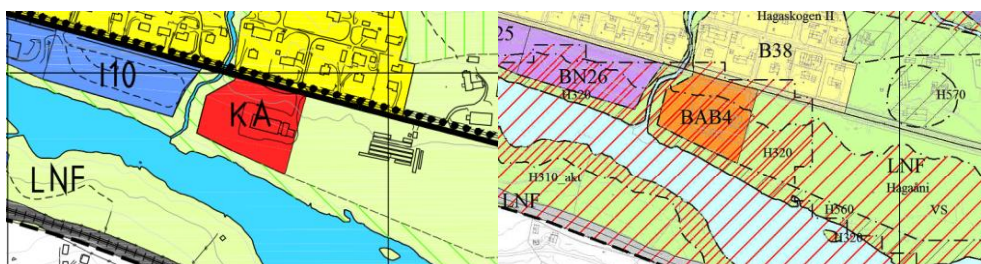 I10
KA
LNF
Hagaskogen II
25
B38
BN26
H320
H570
BAB4
H320
LNF
H310_akt
Hagaåni
LNF
H560
VS
H320